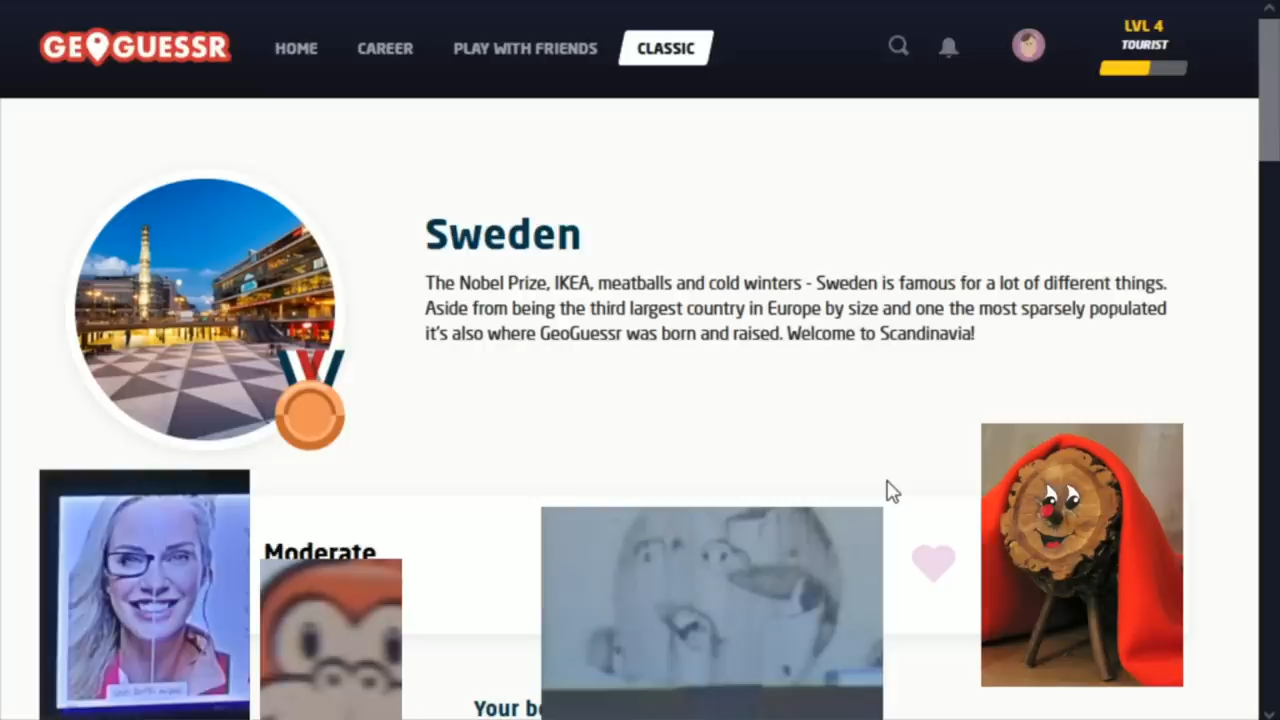 GEOGUESSR
HOME
CAREER
PLAY WITH FRIENDS
CLASSIC
LVL 4
TOURIST
Sweden
The Nobel Prize, IKEA, meatballs and cold winters - Sweden is famous for a lot of different things.
Aside from being the third largest country in Europe by size and one the most sparsely populated
it's also where GeoGuessr was born and raised. Welcome to Scandinavia!
Moderate
Your